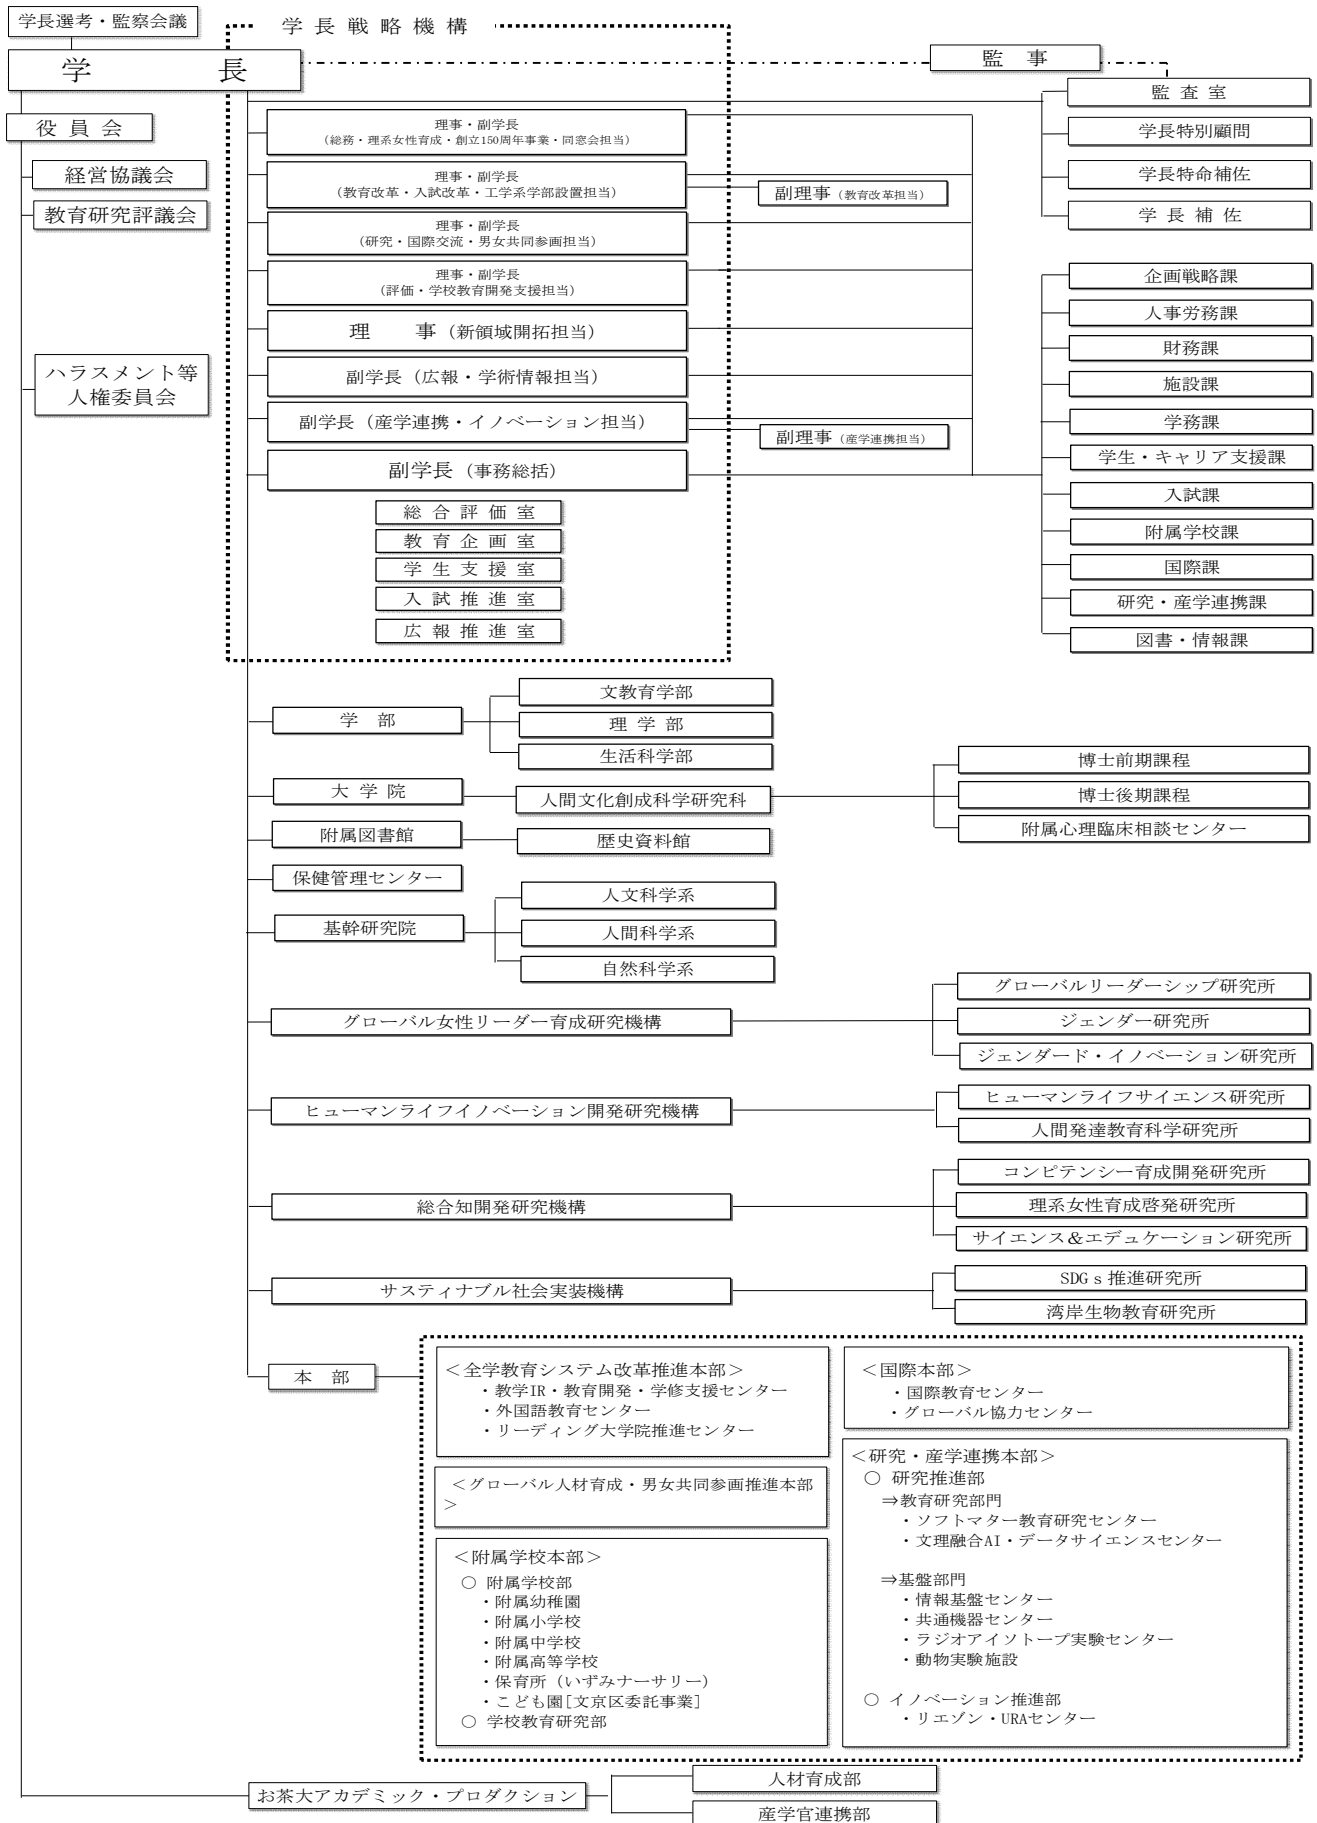 学長選考・監察会議
学長戦略機構
学長
監事
役員会
経営協議会
教育研究評議会
ハラスメント等
人権委員会
理事・副学長
(総務・理系女性育成・創立150周年事業・同窓会担当)
理事・副学長
(教育改革・入試改革・工学系学部設置担当)
副理事 (教育改革担当)
理事・副学長
(研究・国際交流・男女共同参画担当)
理事・副学長
(評価・学校教育開発支援担当)
理 事 (新領域開拓担当)
副学長 (広報・学術情報担当)
副学長 (産学連携・イノベーション担当)
副理事 (産学連携担当)
副学長 (事務総括)
総合評価室
教育企画室
学生支援室
入試推進室
広報推進室
監査室
学長特別顧問
学長特命補佐
学長補佐
企画戦略課
人事労務課
財務課
施設課
学務課
学生・キャリア支援課
入試課
附属学校課
国際課
研究・産学連携課
図書・情報課
学部
文教育学部
理学部
生活科学部
大学院
人間文化創成科学研究科
博士前期課程
博士後期課程
附属心理臨床相談センター
附属図書館
歴史資料館
保健管理センター
基幹研究院
人文科学系
人間科学系
自然科学系
グローバル女性リーダー育成研究機構
グローバルリーダーシップ研究所
ジェンダー研究所
ジェンダード・イノベーション研究所
ヒューマンライフイノベーション開発研究機構
ヒューマンライフサイエンス研究所
人間発達教育科学研究所
総合知開発研究機構
コンピテンシー育成開発研究所
理系女性育成啓発研究所
サイエンス&エデュケーション研究所
サスティナブル社会実装機構
SDGs推進研究所
湾岸生物教育研究所
本部
<全学教育システム改革推進本部>
・教学IR・教育開発・学修支援センター
・外国語教育センター
・リーディング大学院推進センター
<グローバル人材育成・男女共同参画推進本部
>
<附属学校本部>
○ 附属学校部
・附属幼稚園
・附属小学校
・附属中学校
・附属高等学校
・保育所（いずみナーサリー）
・こども園[文京区委託事業]
○ 学校教育研究部
<国際本部>
・国際教育センター
・グローバル協力センター
<研究・産学連携本部>
○ 研究推進部
⇒教育研究部門
・ソフトマター教育研究センター
・文理融合AI・データサイエンスセンター
⇒基盤部門
・情報基盤センター
・共通機器センター
・ラジオアイソトープ実験センター
・動物実験施設
○ イノベーション推進部
・リエゾン・URAセンター
お茶大アカデミック・プロダクション
人材育成部
産学官連携部